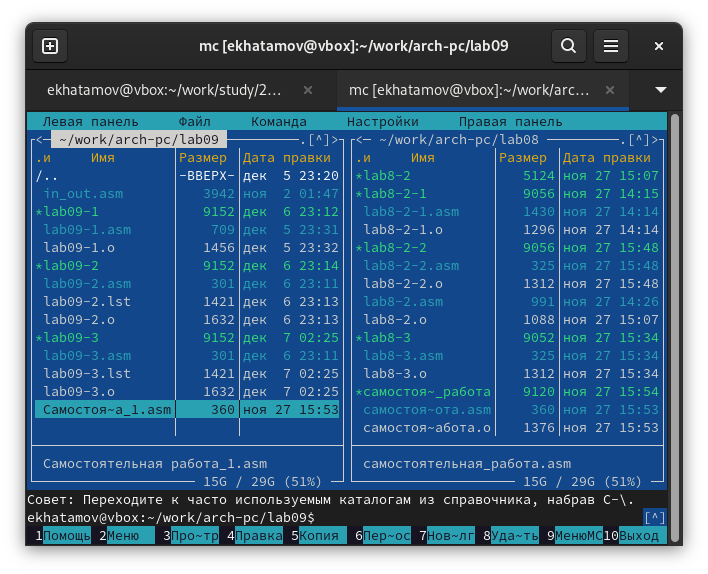 mc [ekhatamov@vbox]:~/work/arch-pc/lab09
ekhatamov@vbox:~/work/study/2... mc [ekhatamov@vbox]:~/work/arc...
Левая панель Файл Команда Настройки Правая панель
<─ ~/work/arch-pc/lab09 .[^]> <─ ~/work/arch-pc/lab08 .[^]>
.и Имя Размер Дата правки .и Имя Размер Дата правки
/.. -ВВЕРХ- дек 5 23:20 *lab8-2 5124 ноя 27 15:07
in_out.asm 3942 ноя 2 01:47 *lab8-2-1 9056 ноя 27 14:15
*lab09-1 9152 дек 6 23:12 lab8-2-1.asm 1430 ноя 27 14:14
lab09-1.asm 709 дек 5 23:31 lab8-2-1.o 1296 ноя 27 14:14
lab09-1.o 1456 дек 5 23:32 *lab8-2-2 9056 ноя 27 15:48
*lab09-2 9152 дек 6 23:14 lab8-2-2.asm 325 ноя 27 15:48
lab09-2.asm 301 дек 6 23:11 lab8-2-2.o 1312 ноя 27 15:48
lab09-2.lst 1421 дек 6 23:13 lab8-2.asm 991 ноя 27 14:26
lab09-2.o 1632 дек 6 23:13 lab8-2.o 1088 ноя 27 15:07
*lab09-3 9152 дек 7 02:25 *lab8-3 9052 ноя 27 15:34
lab09-3.asm 301 дек 6 23:11 lab8-3.asm 325 ноя 27 15:34
lab09-3.lst 1421 дек 7 02:25 lab8-3.o 1312 ноя 27 15:34
lab09-3.o 1632 дек 7 02:25 *самостоя~_работа 9120 ноя 27 15:54
Самостоя~а_1.asm 360 ноя 27 15:53 самостоя~ота.asm 360 ноя 27 15:53
самостоя~абота.o 1376 ноя 27 15:53
Самостоятельная работа_1.asm самостоятельная_работа.asm
15G / 29G (51%) 15G / 29G (51%)
Совет: Переходите к часто используемым каталогам из справочника, набрав C-\.
ekhatamov@vbox:~/work/arch-pc/lab09$ [^]
1Помощь 2Меню 3Про~тр 4Правка 5Копия 6Пер~ос 7Нов~лг 8Уда~ть 9МенюMC 10Выход